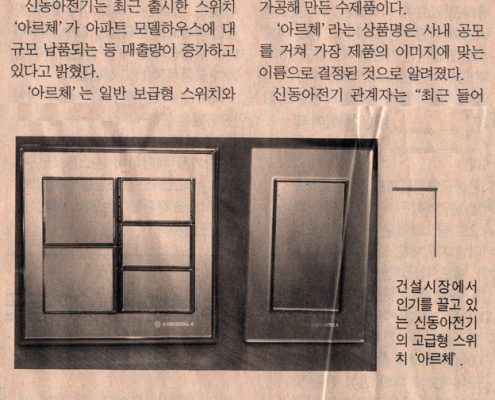 신동아전기는 최근 출시한 스위치
‘아르체’가 아파트 모델하우스에 대
규모 납품되는 등 매출량이 증가하고
있다고 밝혔다.
‘아르체’는 일반 보급형 스위치와
가공해 만든 수제품이다.
‘아르체’라는 상품명은 사내 공모
를 거쳐 가장 제품의 이미지에 맞는
이름으로 결정된 것으로 알려졌다.
신동아전기 관계자는 “최근 들어
건설시장에서
인기를 끌고 있
는 신동아전기
의 고급형 스위
치 ‘아르체’.